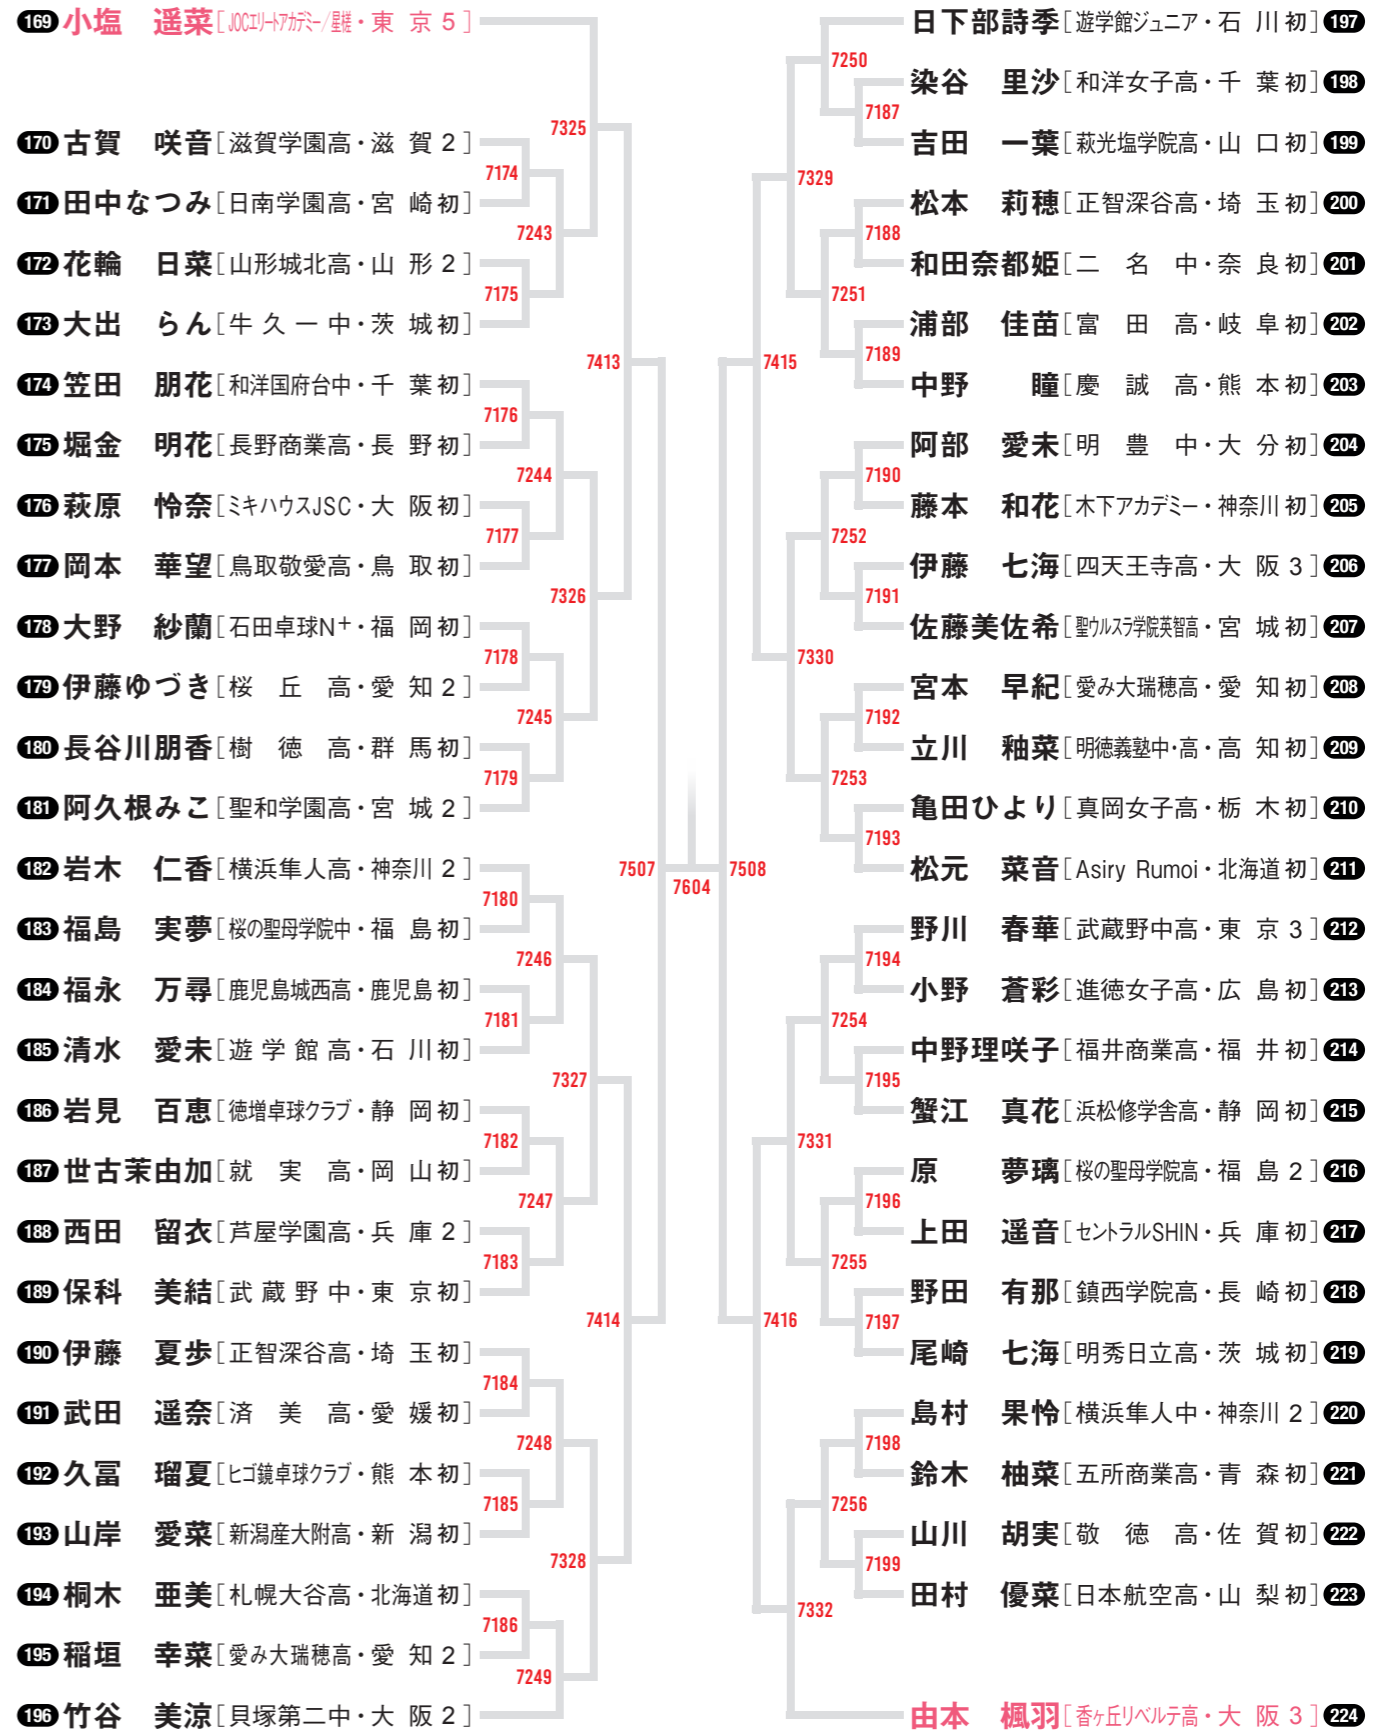 169 小塩 遥菜[JOCエリートアカデミー/星槎・東京5]
170 古賀 咲音[滋賀学園高・滋賀2]
171 田中なつみ[日南学園高・宮崎初]
172 花輪 日菜[山形城北高・山形2]
173 大出 らん[牛久一中・茨城初]
174 笠田 朋花[和洋国府台中・千葉初]
175 堀金 明花[長野商業高・長野初]
176 萩原 怜奈[ミキハウスJSC・大阪初]
177 岡本 華望[鳥取敬愛高・鳥取初]
178 大野 紗蘭[石田卓球N+・福岡初]
179 伊藤ゆづき[桜丘高・愛知2]
180 長谷川朋香[樹徳高・群馬初]
181 阿久根みこ[聖和学園高・宮城2]
182 岩木 仁香[横浜隼人高・神奈川2]
183 福島 実夢[桜の聖母学院中・福島初]
184 福永 万尋[鹿児島城西高・鹿児島初]
185 清水 愛未[遊学館高・石川初]
186 岩見 百恵[徳増卓球クラブ・静岡初]
187 世古茉由加[就実高・岡山初]
188 西田 留衣[芦屋学園高・兵庫2]
189 保科 美結[武蔵野中・東京初]
190 伊藤 夏歩[正智深谷高・埼玉初]
191 武田 遥奈[済美高・愛媛初]
192 久冨 瑠夏[ヒゴ鏡卓球クラブ・熊本初]
193 山岸 愛菜[新潟産大附高・新潟初]
194 桐木 亜美[札幌大谷高・北海道初]
195 稲垣 幸菜[愛み大瑞穂高・愛知2]
196 竹谷 美涼[貝塚第二中・大阪2]
7174
7175
7176
7177
7178
7179
7180
7181
7182
7183
7184
7185
7186
7243
7244
7245
7246
7247
7248
7249
7325
7326
7327
7328
7413
7414
7507
7604
7508
7415
7416
7329
7330
7331
7332
7250
7251
7252
7253
7254
7255
7256
7187
7188
7189
7190
7191
7192
7193
7194
7195
7196
7197
7198
7199
日下部詩季[遊学館ジュニア・石川初]197
染谷 里沙[和洋女子高・千葉初]198
吉田 一葉[萩光塩学院高・山口初]199
松本 莉穂[正智深谷高・埼玉初]200
和田奈都姫[二名中・奈良初]201
浦部 佳苗[富田高・岐阜初]202
中野 瞳[慶誠高・熊本初]203
阿部 愛未[明豊中・大分初]204
藤本 和花[木下アカデミー・神奈川初]205
伊藤 七海[四天王寺高・大阪3]206
佐藤美佐希[聖ウルスラ学院英智高・宮城初]207
宮本 早紀[愛み大瑞穂高・愛知初]208
立川 釉菜[明徳義塾中・高・高知初]209
亀田ひより[真岡女子高・栃木初]210
松元 菜音[Asiry Rumoi・北海道初]211
野川 春華[武蔵野中高・東京3]212
小野 蒼彩[進徳女子高・広島初]213
中野理咲子[福井商業高・福井初]214
蟹江 真花[浜松修学舎高・静岡初]215
原 夢璃[桜の聖母学院高・福島2]216
上田 遥音[セントラルSHIN・兵庫初]217
野田 有那[鎮西学院高・長崎初]218
尾崎 七海[明秀日立高・茨城初]219
島村 果怜[横浜隼人中・神奈川2]220
鈴木 柚菜[五所商業高・青森初]221
山川 胡実[敬徳高・佐賀初]222
田村 優菜[日本航空高・山梨初]223
由本 楓羽[香ヶ丘リベルテ高・大阪3]224